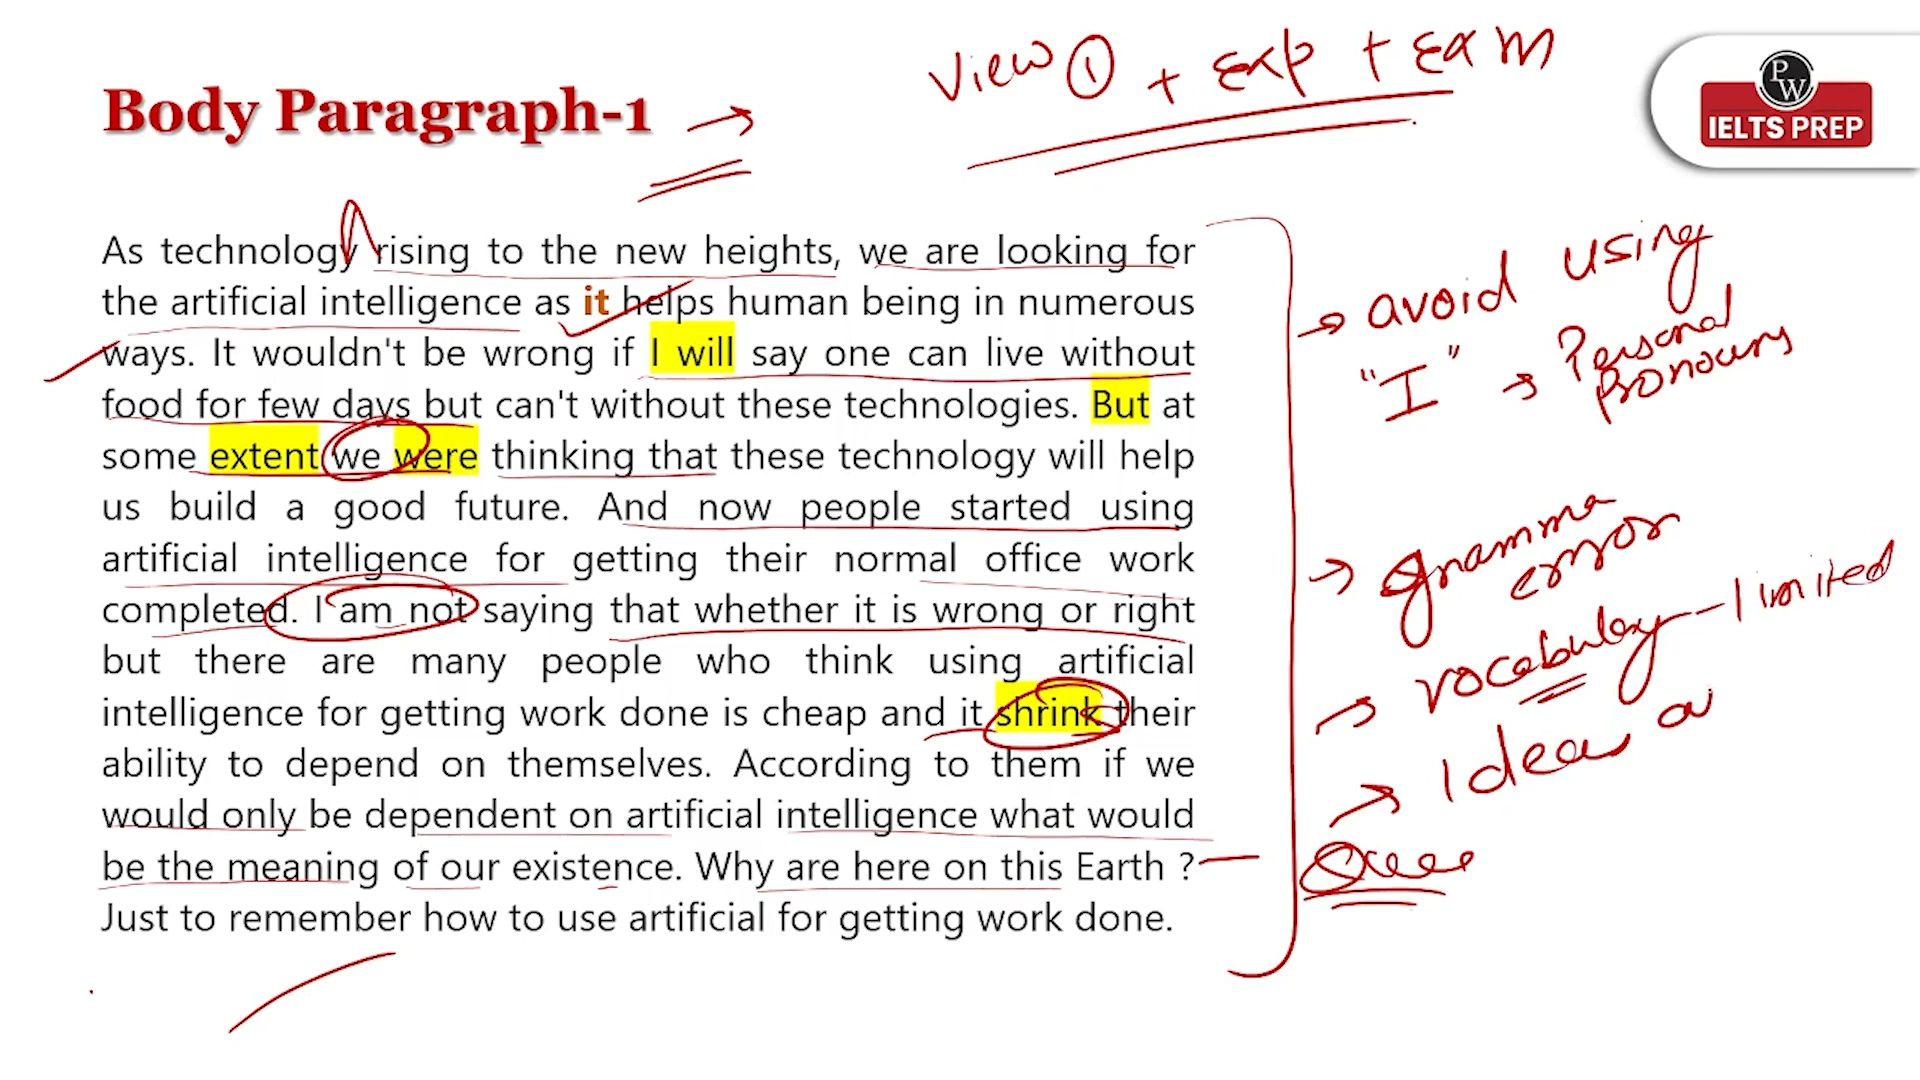 View ① + Exp + Exam
Body Paragraph-1
PW
IELTS PREP
As technology rising to the new heights, we are looking for
the artificial intelligence as it helps human being in numerous
ways. It wouldn't be wrong if I will say one can live without
food for few days but can't without these technologies. But at
some extent we were thinking that these technology will help
us build a good future. And now people started using
artificial intelligence for getting their normal office work
completed. I am not saying that whether it is wrong or right
but there are many people who think using artificial
intelligence for getting work done is cheap and it shrink their
ability to depend on themselves. According to them if we
would only be dependent on artificial intelligence what would
be the meaning of our existence. Why are here on this Earth ?
Just to remember how to use artificial for getting work done.
→ avoid using
"I" → Personal
Pronouns
→ gramma
error
→ vocabulary - limited
→ Idea